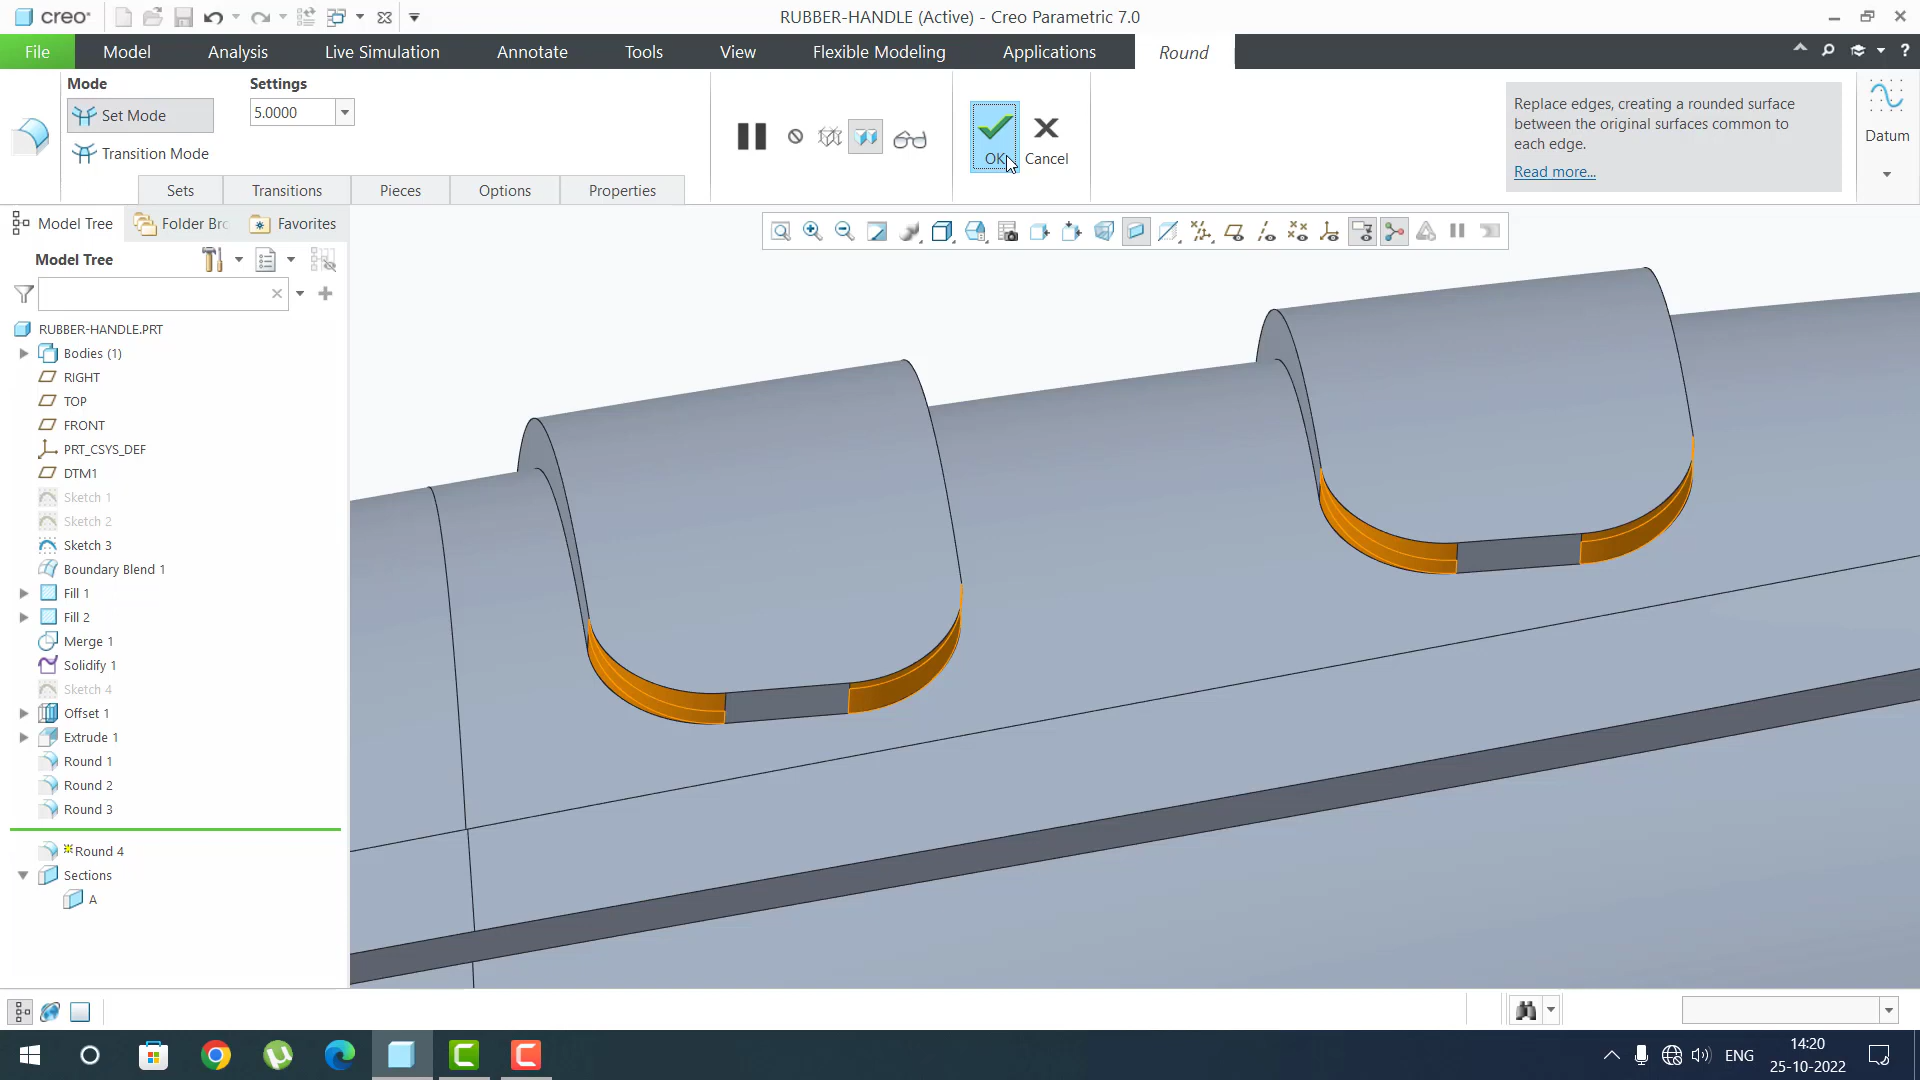 creo
RUBBER-HANDLE (Active) - Creo Parametric 7.0
File
Model
Analysis
Live Simulation
Annotate
Tools
View
Flexible Modeling
Applications
Round
Mode
Settings
Set Mode
5.0000
Transition Mode
OK
Cancel
Replace edges, creating a rounded surface
between the original surfaces common to
each edge.
Read more...
Datum
Sets
Transitions
Pieces
Options
Properties
Model Tree
Folder Br
Favorites
Model Tree
RUBBER-HANDLE.PRT
Bodies (1)
RIGHT
TOP
FRONT
PRT_CSYS_DEF
DTM1
Sketch 1
Sketch 2
Sketch 3
Boundary Blend 1
Fill 1
Fill 2
Merge 1
Solidify 1
Sketch 4
Offset 1
Extrude 1
Round 1
Round 2
Round 3
Round 4
Sections
A
ENG
14:20
25-10-2022